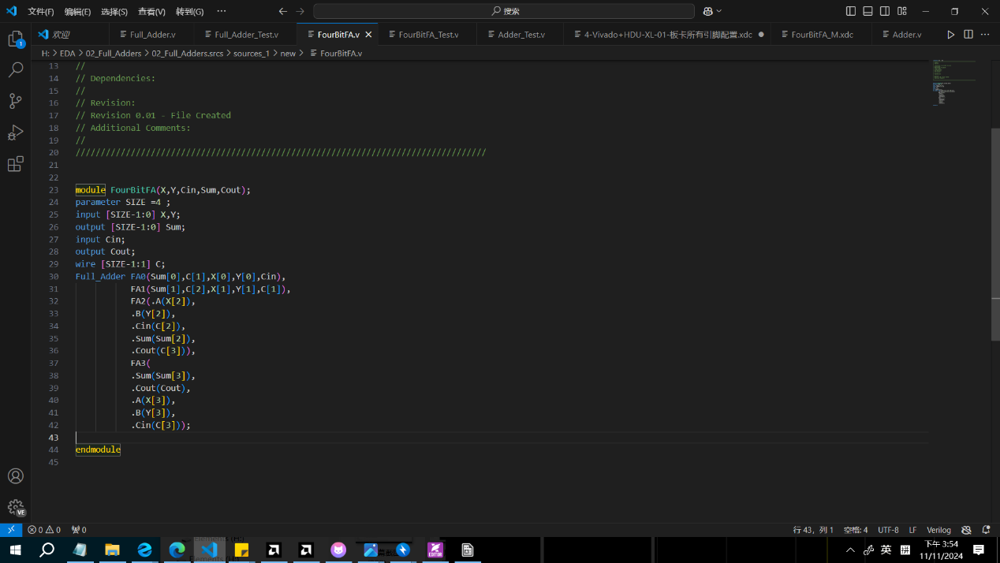 文件(F) 编辑(E) 选择(S) 查看(V) 转到(G) ··· 搜索
欢迎 Full_Adder.v Full_Adder_Test.v FourBitFA.v FourBitFA_Test.v Adder_Test.v 4-Vivado+HDU-XL-01-板卡所有引脚配置.xdc FourBitFA_M.xdc Adder.v
H: > EDA > 02_Full_Adders > 02_Full_Adders.srcs > sources_1 > new > FourBitFA.v
13 //
14 // Dependencies:
15 //
16 // Revision:
17 // Revision 0.01 - File Created
18 // Additional Comments:
19 //
20 //////////////////////////////////////////////////////////////////////////////////
21
22
23 module FourBitFA(X,Y,Cin,Sum,Cout);
24 parameter SIZE =4 ;
25 input [SIZE-1:0] X,Y;
26 output [SIZE-1:0] Sum;
27 input Cin;
28 output Cout;
29 wire [SIZE-1:1] C;
30 Full_Adder FA0(Sum[0],C[1],X[0],Y[0],Cin),
31 FA1(Sum[1],C[2],X[1],Y[1],C[1]),
32 FA2(.A(X[2]),
33 .B(Y[2]),
34 .Cin(C[2]),
35 .Sum(Sum[2]),
36 .Cout(C[3])),
37 FA3(
38 .Sum(Sum[3]),
39 .Cout(Cout),
40 .A(X[3]),
41 .B(Y[3]),
42 .Cin(C[3]));
43
44 endmodule
45
1
VE
0 0 0 行 43，列 1 空格: 4 UTF-8 LF Verilog
EDITOR
英
下午 3:54
11/11/2024